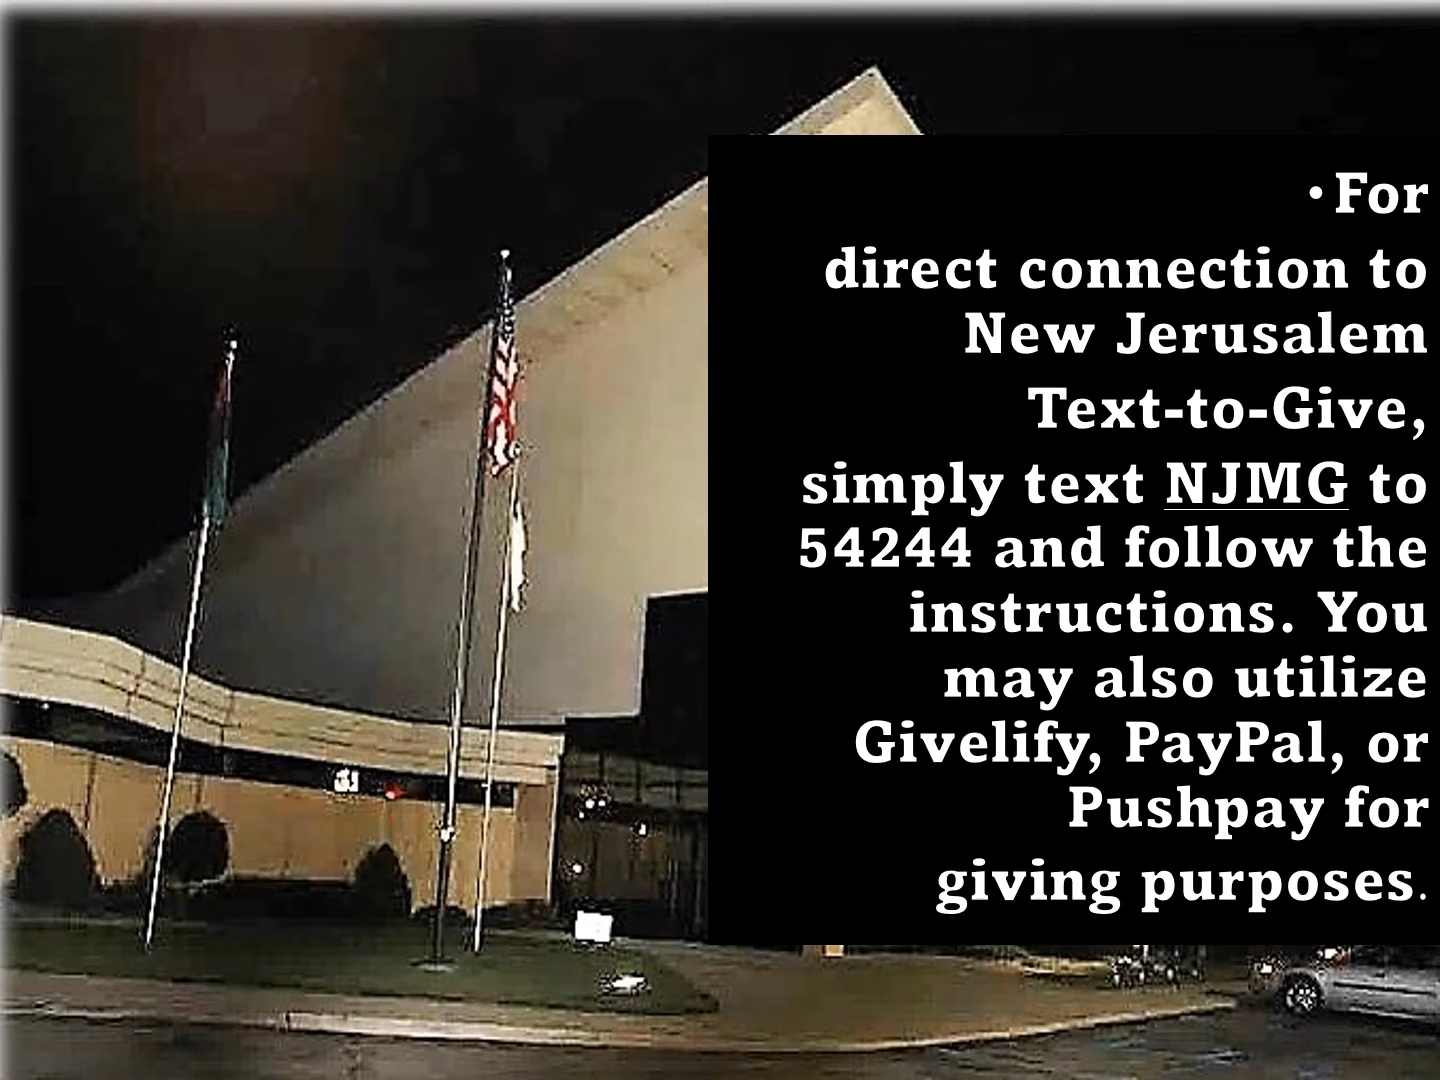 • For
direct connection to
New Jerusalem
Text-to-Give,
simply text NJMG to
54244 and follow the
instructions. You
may also utilize
Givelify, PayPal, or
Pushpay for
giving purposes.